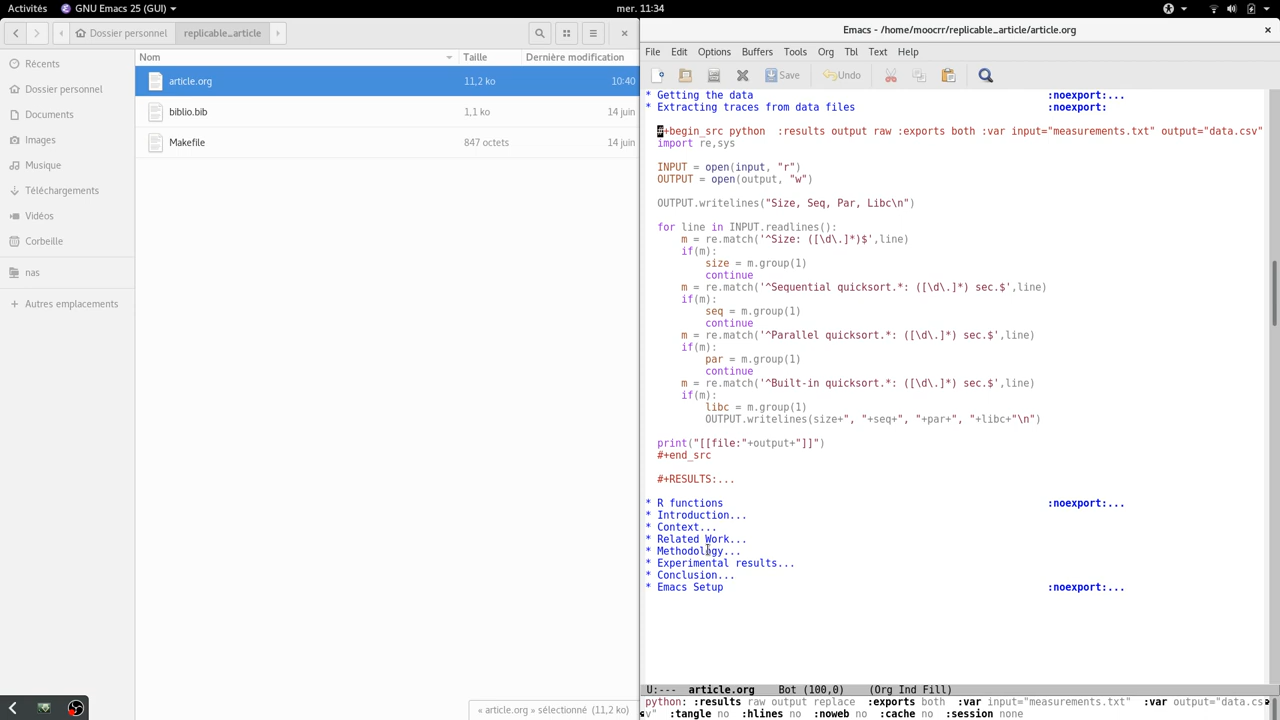 Activités GNU Emacs 25 (GUI) mer. 11:34
Dossier personnel replicable_article
Nom Taille Dernière modification
Récents
Dossier personnel
Documents
Images
Musique
Téléchargements
Vidéos
Corbeille
nas
Autres emplacements
article.org 11,2 ko 10:40
biblio.bib 1,1 ko 14 juin
Makefile 847 octets 14 juin
« article.org » sélectionné (11,2 ko)
Emacs - /home/moocrr/replicable_article/article.org
File Edit Options Buffers Tools Org Tbl Text Help
Save Undo
* Getting the data :noexport:...
* Extracting traces from data files :noexport:
#+begin_src python :results output raw :exports both :var input="measurements.txt" output="data.csv"
import re,sys
INPUT = open(input, "r")
OUTPUT = open(output, "w")
OUTPUT.writelines("Size, Seq, Par, Libc\n")
for line in INPUT.readlines():
m = re.match('^Size: ([\d\.]*)$',line)
if(m):
size = m.group(1)
continue
m = re.match('^Sequential quicksort.*: ([\d\.]*) sec.$',line)
if(m):
seq = m.group(1)
continue
m = re.match('^Parallel quicksort.*: ([\d\.]*) sec.$',line)
if(m):
par = m.group(1)
continue
m = re.match('^Built-in quicksort.*: ([\d\.]*) sec.$',line)
if(m):
libc = m.group(1)
OUTPUT.writelines(size+", "+seq+", "+par+", "+libc+"\n")
print("[[file:"+output+"]]")
#+end_src
#+RESULTS:...
* R functions :noexport:...
* Introduction...
* Context...
* Related Work...
* Methodology...
* Experimental results...
* Conclusion...
* Emacs Setup :noexport:...
U:--- article.org Bot (100,0) (Org Ind Fill)
python: :results raw output replace :exports both :var input="measurements.txt" :var output="data.cs
v" :tangle no :hlines no :noweb no :cache no :session none